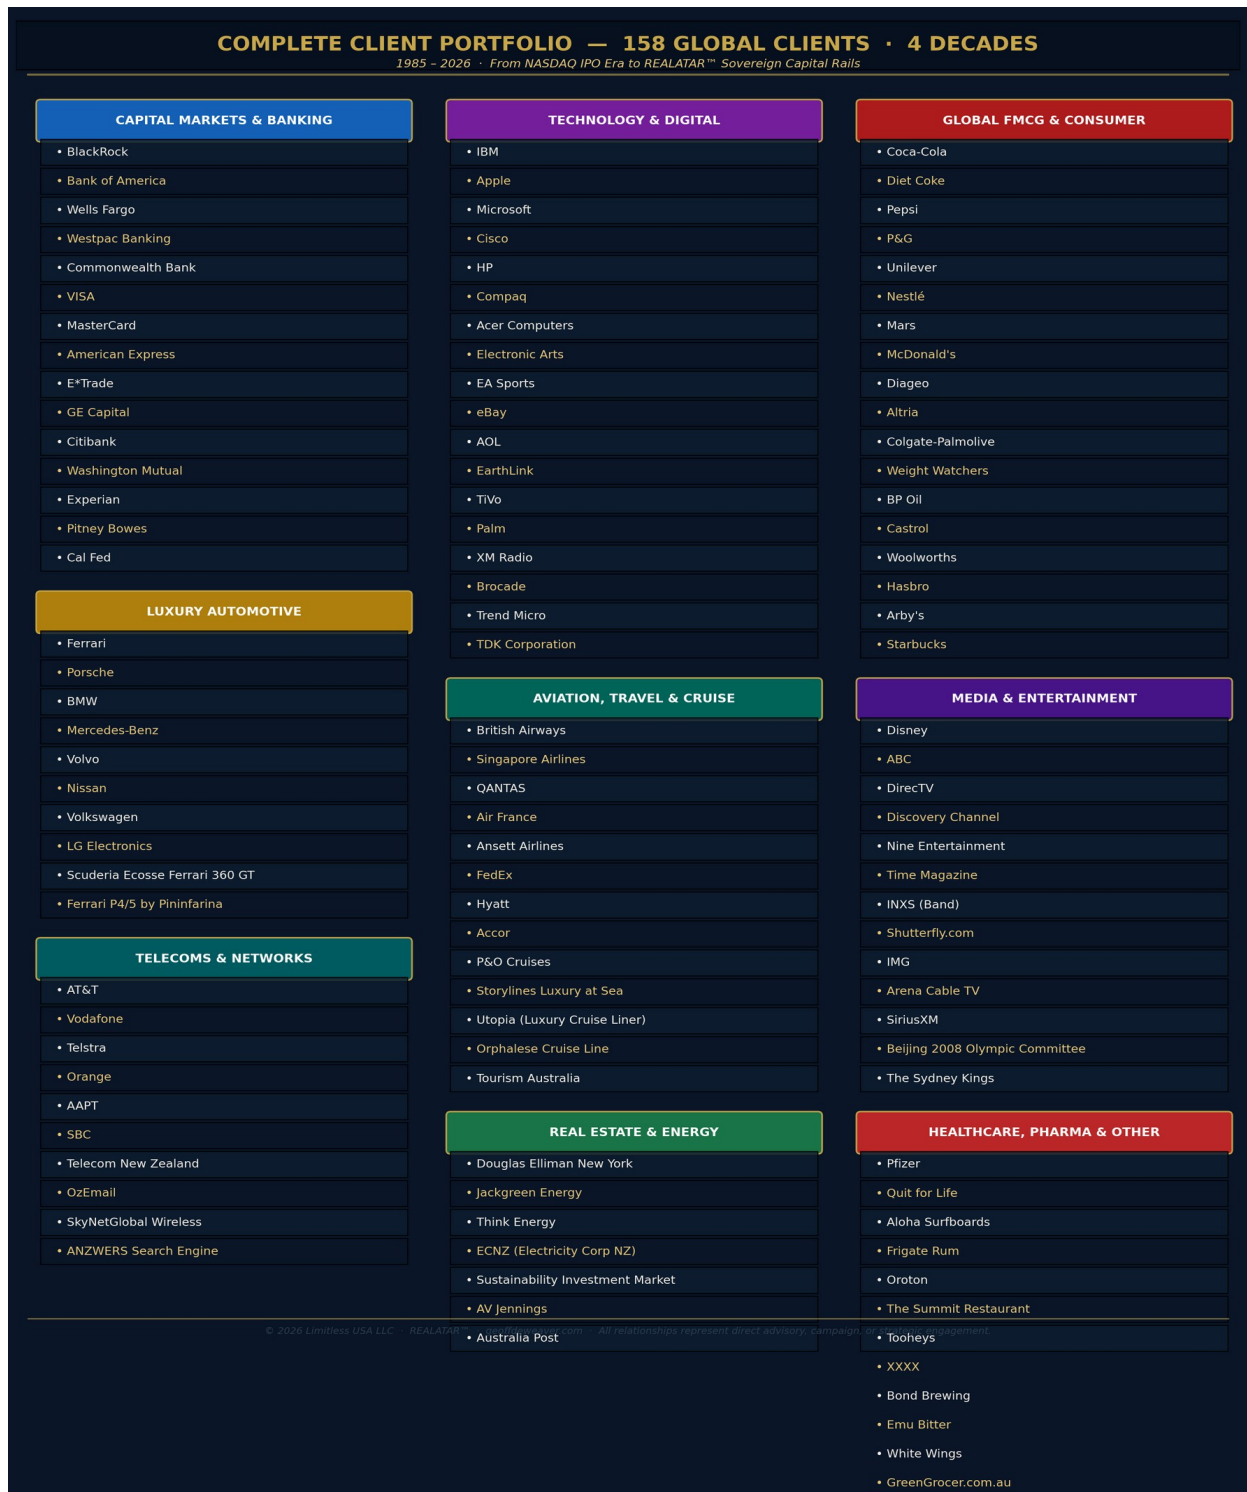 COMPLETE CLIENT PORTFOLIO — 158 GLOBAL CLIENTS · 4 DECADES
1985 – 2026 · From NASDAQ IPO Era to REALATAR™ Sovereign Capital Rails
CAPITAL MARKETS & BANKING
• BlackRock
• Bank of America
• Wells Fargo
• Westpac Banking
• Commonwealth Bank
• VISA
• MasterCard
• American Express
• E*Trade
• GE Capital
• Citibank
• Washington Mutual
• Experian
• Pitney Bowes
• Cal Fed
LUXURY AUTOMOTIVE
• Ferrari
• Porsche
• BMW
• Mercedes-Benz
• Volvo
• Nissan
• Volkswagen
• LG Electronics
• Scuderia Ecosse Ferrari 360 GT
• Ferrari P4/5 by Pininfarina
TELECOMS & NETWORKS
• AT&T
• Vodafone
• Telstra
• Orange
• AAPT
• SBC
• Telecom New Zealand
• OzEmail
• SkyNetGlobal Wireless
• ANZWERS Search Engine
TECHNOLOGY & DIGITAL
• IBM
• Apple
• Microsoft
• Cisco
• HP
• Compaq
• Acer Computers
• Electronic Arts
• EA Sports
• eBay
• AOL
• EarthLink
• TiVo
• Palm
• XM Radio
• Brocade
• Trend Micro
• TDK Corporation
AVIATION, TRAVEL & CRUISE
• British Airways
• Singapore Airlines
• QANTAS
• Air France
• Ansett Airlines
• FedEx
• Hyatt
• Accor
• P&O Cruises
• Storylines Luxury at Sea
• Utopia (Luxury Cruise Liner)
• Orphalese Cruise Line
• Tourism Australia
REAL ESTATE & ENERGY
• Douglas Elliman New York
• Jackgreen Energy
• Think Energy
• ECNZ (Electricity Corp NZ)
• Sustainability Investment Market
• AV Jennings
• Australia Post
GLOBAL FMCG & CONSUMER
• Coca-Cola
• Diet Coke
• Pepsi
• P&G
• Unilever
• Nestlé
• Mars
• McDonald's
• Diageo
• Altria
• Colgate-Palmolive
• Weight Watchers
• BP Oil
• Castrol
• Woolworths
• Hasbro
• Arby's
• Starbucks
MEDIA & ENTERTAINMENT
• Disney
• ABC
• DirecTV
• Discovery Channel
• Nine Entertainment
• Time Magazine
• INXS (Band)
• Shutterfly.com
• IMG
• Arena Cable TV
• SiriusXM
• Beijing 2008 Olympic Committee
• The Sydney Kings
HEALTHCARE, PHARMA & OTHER
• Pfizer
• Quit for Life
• Aloha Surfboards
• Frigate Rum
• Oroton
• The Summit Restaurant
• Tooheys
• XXXX
• Bond Brewing
• Emu Bitter
• White Wings
• GreenGrocer.com.au
© 2026 Limitless USA LLC · REALATAR™ · All relationships represent direct advisory, campaign, or strategic engagement.